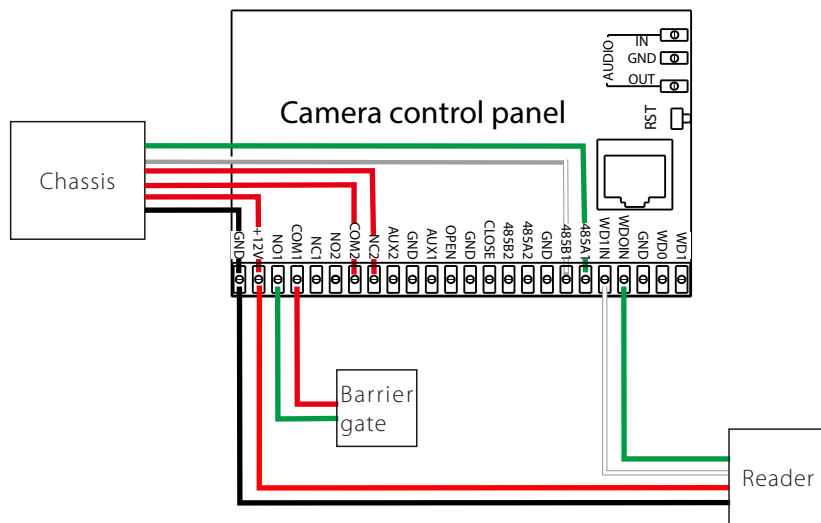 AUDIO
IN
GND
OUT
RST
Camera control panel
Chassis
GND
+12V
NO1
COM1
NC1
NO2
COM2
NC2
AUX2
GND
AUX1
OPEN
GND
CLOSE
485B2
485A2
GND
485B1
485A1
WD1IN
WD0IN
GND
WD0
WD1
Barrier
gate
Reader